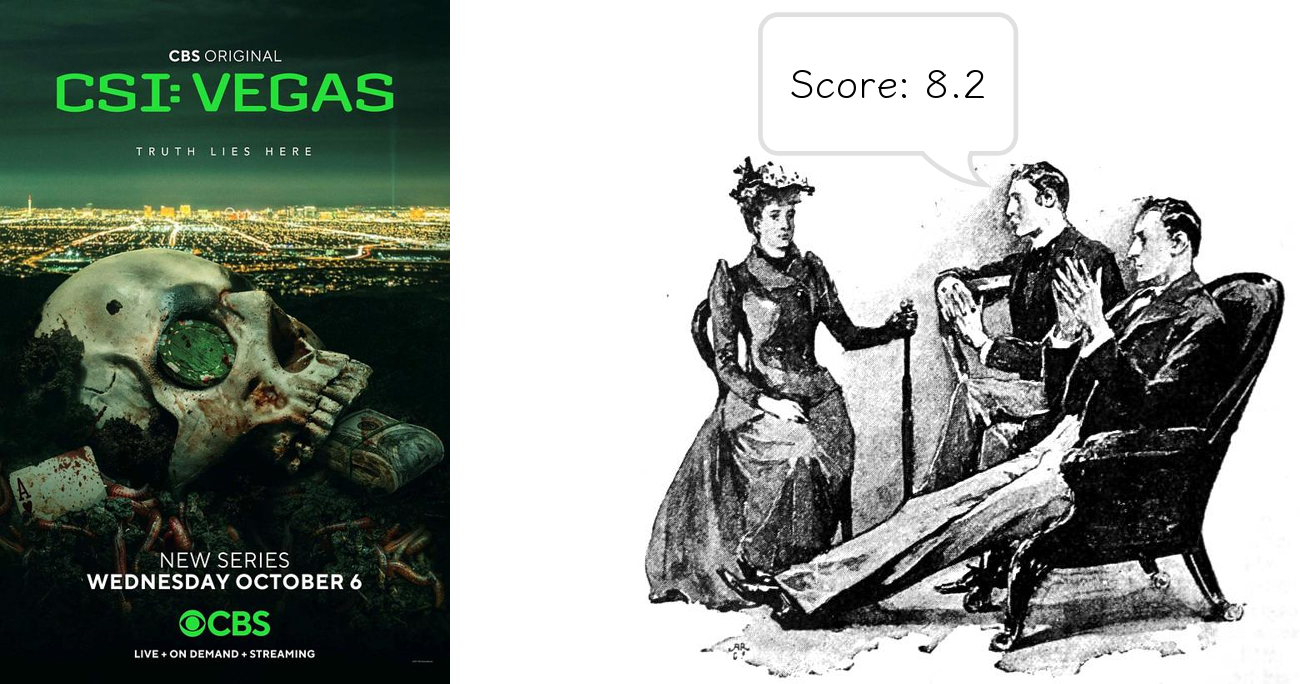 CBS ORIGINAL
CSI: VEGAS
TRUTH LIES HERE
A
NEW SERIES
WEDNESDAY OCTOBER 6
CBS
LIVE + ON DEMAND + STREAMING
Score: 8.2